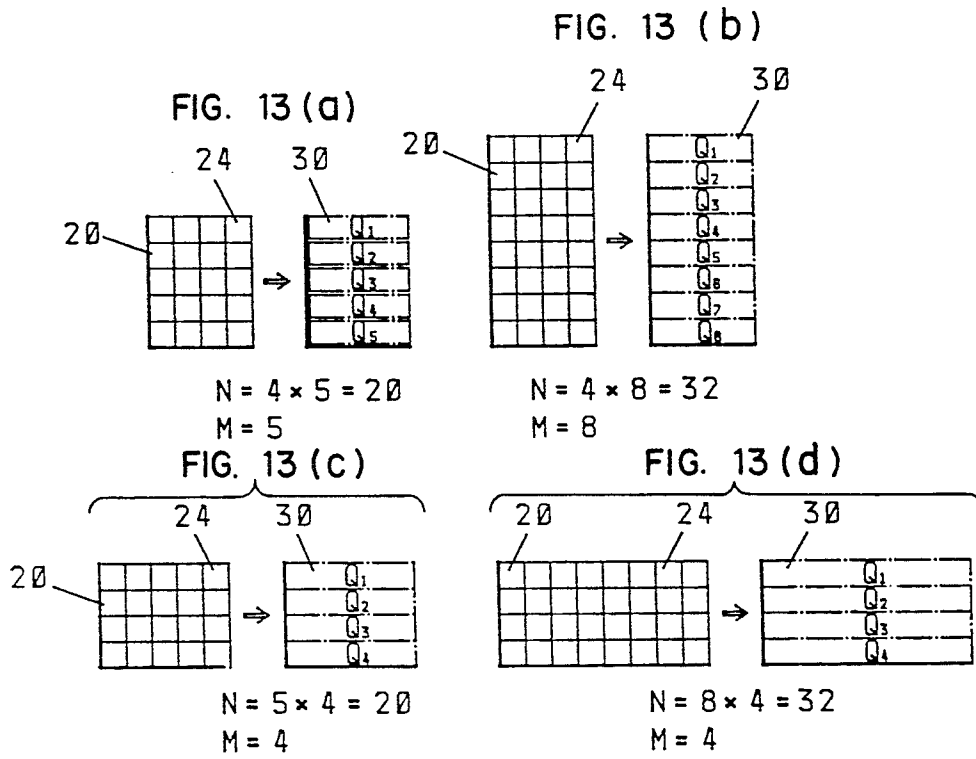 FIG. 13 (a)
24
30
20
Q1
Q2
Q3
Q4
Q5
N = 4 × 5 = 20
M = 5
FIG. 13 (b)
24
30
20
Q1
Q2
Q3
Q4
Q5
Q6
Q7
Q8
N = 4 × 8 = 32
M = 8
FIG. 13 (c)
24
30
20
Q1
Q2
Q3
Q4
N = 5 × 4 = 20
M = 4
FIG. 13 (d)
20
24
30
Q1
Q2
Q3
Q4
N = 8 × 4 = 32
M = 4